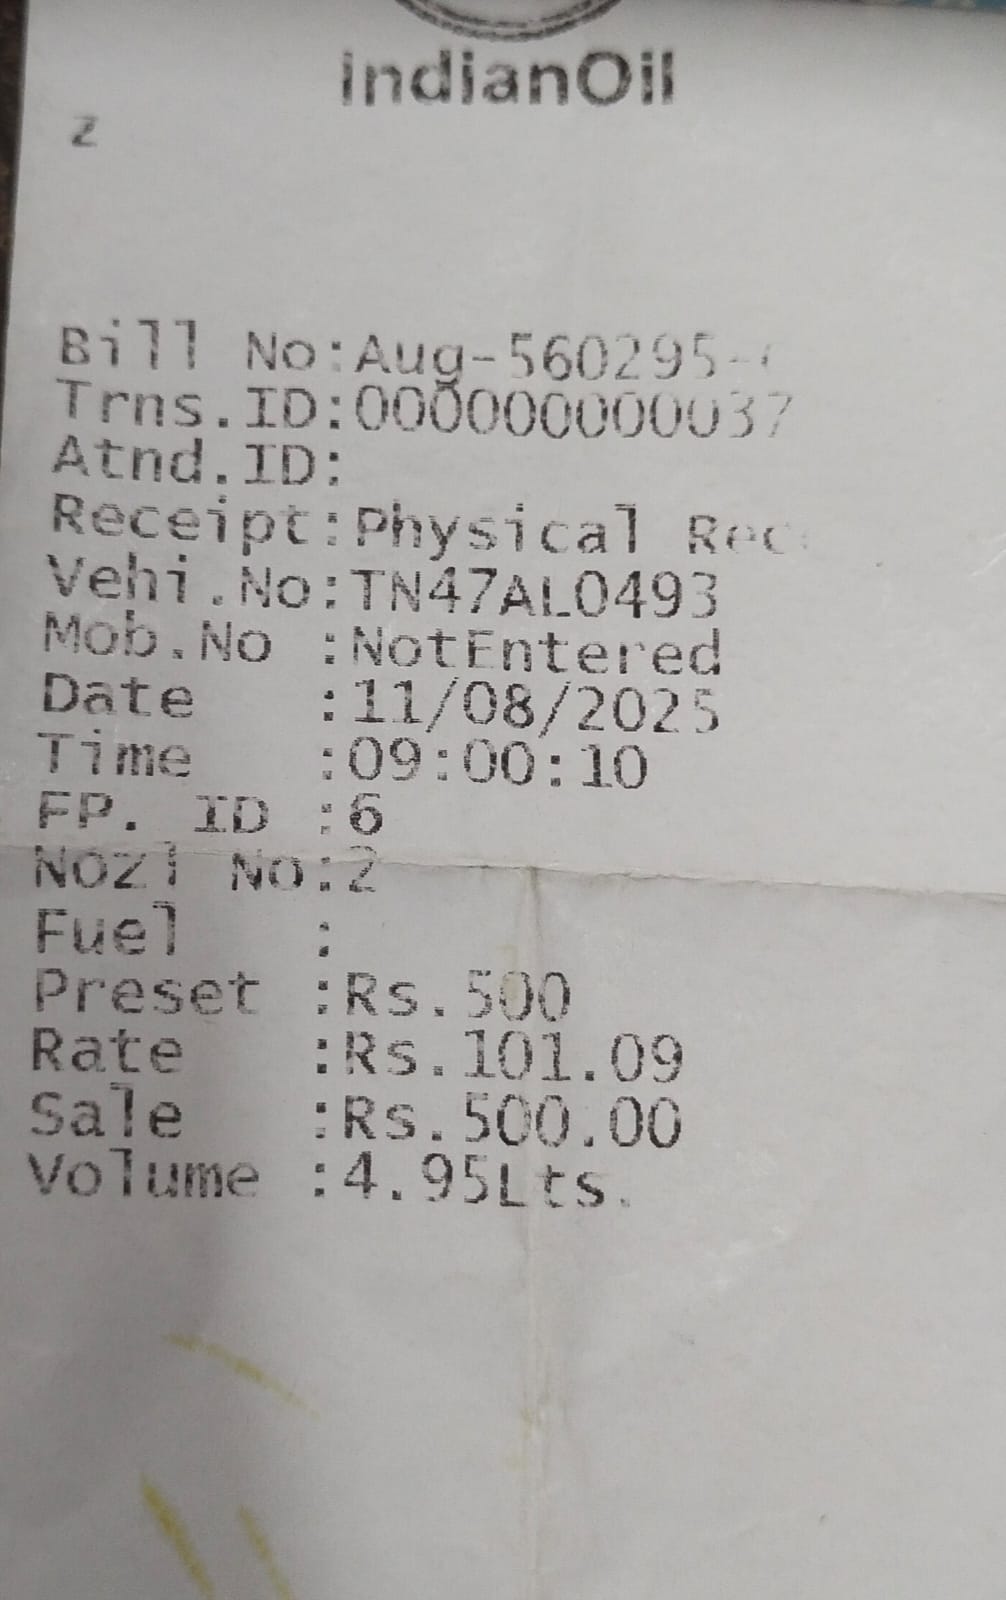 IndianOil
z
Bill No:Aug-560295-
Trns.ID:000000000037
Atnd.ID:
Receipt:Physical Rec
Vehi.No:TN47AL0493
Mob.No :NotEntered
Date :11/08/2025
Time :09:00:10
FP. ID :6
Nozl No:2
Fuel :
Preset :Rs.500
Rate :Rs.101.09
Sale :Rs.500.00
Volume :4.95Lts.